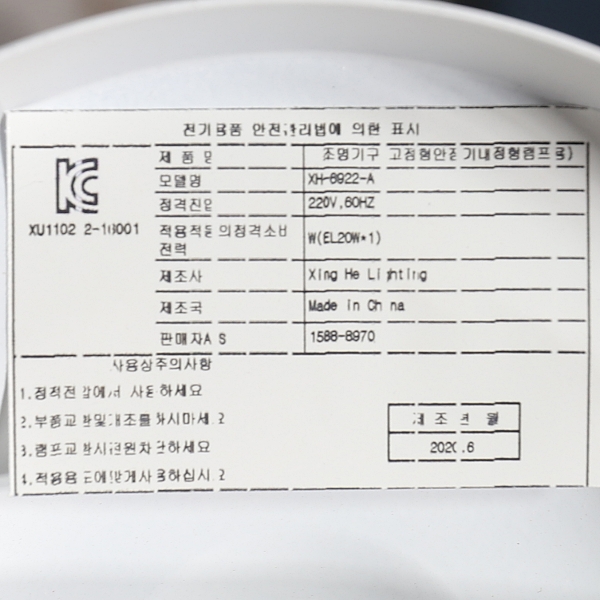 전기용품 안전관리법에 의한 표시
제 품 명 조명기구 고정형안정기내장형램프용)
모델명 XH-6922-A
정격전압 220V,60HZ
XU1102
적용적용의정격소비전력 W(EL20W*1)
제조사 Xing He Lighting
제조국 Made in China
판매자A S 1588-8970
사용상주의사항
1.정적전압에서 사용하세요
2.부품교환및개조를하시마세요
3.램프교환시전원차단하세요
4.적용용도에맞게사용하십시요
제 조 년 월
2020.6